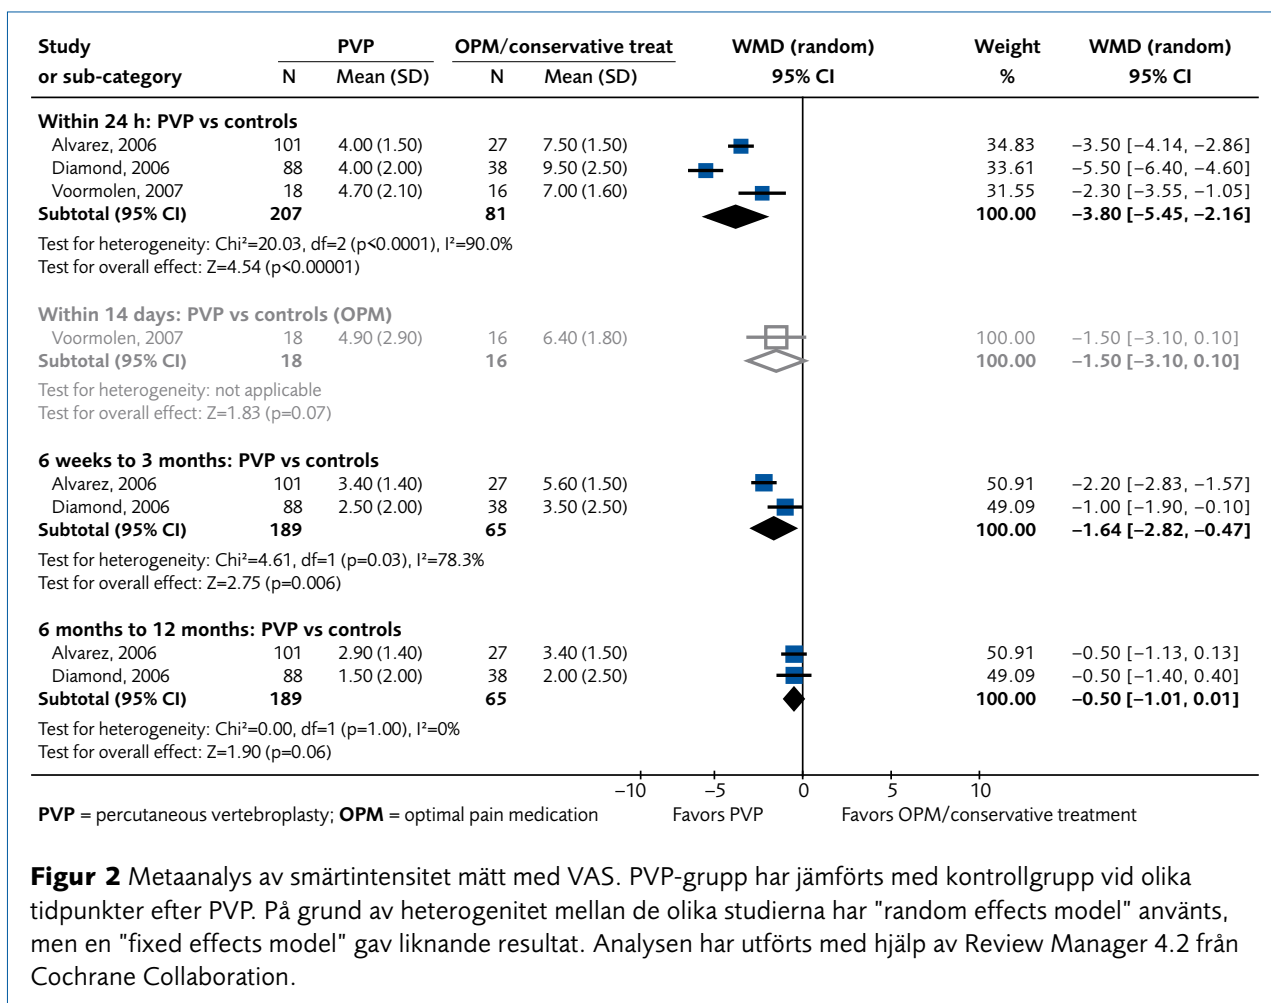 Study PVP OPM/conservative treat WMD (random) Weight WMD (random)
or sub-category N Mean (SD) N Mean (SD) 95% CI % 95% CI
Within 24 h: PVP vs controls
Alvarez, 2006 101 4.00 (1.50) 27 7.50 (1.50) 34.83 −3.50 [−4.14, −2.86]
Diamond, 2006 88 4.00 (2.00) 38 9.50 (2.50) 33.61 −5.50 [−6.40, −4.60]
Voormolen, 2007 18 4.70 (2.10) 16 7.00 (1.60) 31.55 −2.30 [−3.55, −1.05]
Subtotal (95% CI) 207 81 100.00 −3.80 [−5.45, −2.16]
Test for heterogeneity: Chi²=20.03, df=2 (p<0.0001), I²=90.0%
Test for overall effect: Z=4.54 (p<0.00001)
Within 14 days: PVP vs controls (OPM)
Voormolen, 2007 18 4.90 (2.90) 16 6.40 (1.80) 100.00 −1.50 [−3.10, 0.10]
Subtotal (95% CI) 18 16 100.00 −1.50 [−3.10, 0.10]
Test for heterogeneity: not applicable
Test for overall effect: Z=1.83 (p=0.07)
6 weeks to 3 months: PVP vs controls
Alvarez, 2006 101 3.40 (1.40) 27 5.60 (1.50) 50.91 −2.20 [−2.83, −1.57]
Diamond, 2006 88 2.50 (2.00) 38 3.50 (2.50) 49.09 −1.00 [−1.90, −0.10]
Subtotal (95% CI) 189 65 100.00 −1.64 [−2.82, −0.47]
Test for heterogeneity: Chi²=4.61, df=1 (p=0.03), I²=78.3%
Test for overall effect: Z=2.75 (p=0.006)
6 months to 12 months: PVP vs controls
Alvarez, 2006 101 2.90 (1.40) 27 3.40 (1.50) 50.91 −0.50 [−1.13, 0.13]
Diamond, 2006 88 1.50 (2.00) 38 2.00 (2.50) 49.09 −0.50 [−1.40, 0.40]
Subtotal (95% CI) 189 65 100.00 −0.50 [−1.01, 0.01]
Test for heterogeneity: Chi²=0.00, df=1 (p=1.00), I²=0%
Test for overall effect: Z=1.90 (p=0.06)
−10 −5 0 5 10
PVP = percutaneous vertebroplasty; OPM = optimal pain medication Favors PVP Favors OPM/conservative treatment
Figur 2 Metaanalys av smärtintensitet mätt med VAS. PVP-grupp har jämförts med kontrollgrupp vid olika
tidpunkter efter PVP. På grund av heterogenitet mellan de olika studierna har ”random effects model” använts,
men en ”fixed effects model” gav liknande resultat. Analysen har utförts med hjälp av Review Manager 4.2 från
Cochrane Collaboration.